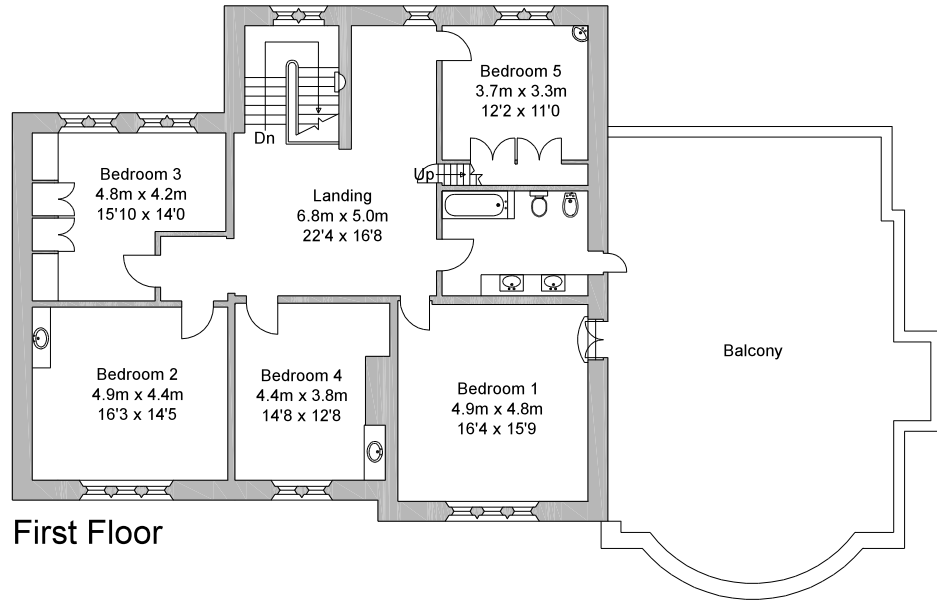 Bedroom 5
3.7m x 3.3m
12'2 x 11'0
Dn
Up
Bedroom 3
4.8m x 4.2m
15'10 x 14'0
Landing
6.8m x 5.0m
22'4 x 16'8
Balcony
Bedroom 2
4.9m x 4.4m
16'3 x 14'5
Bedroom 4
4.4m x 3.8m
14'8 x 12'8
Bedroom 1
4.9m x 4.8m
16'4 x 15'9
First Floor